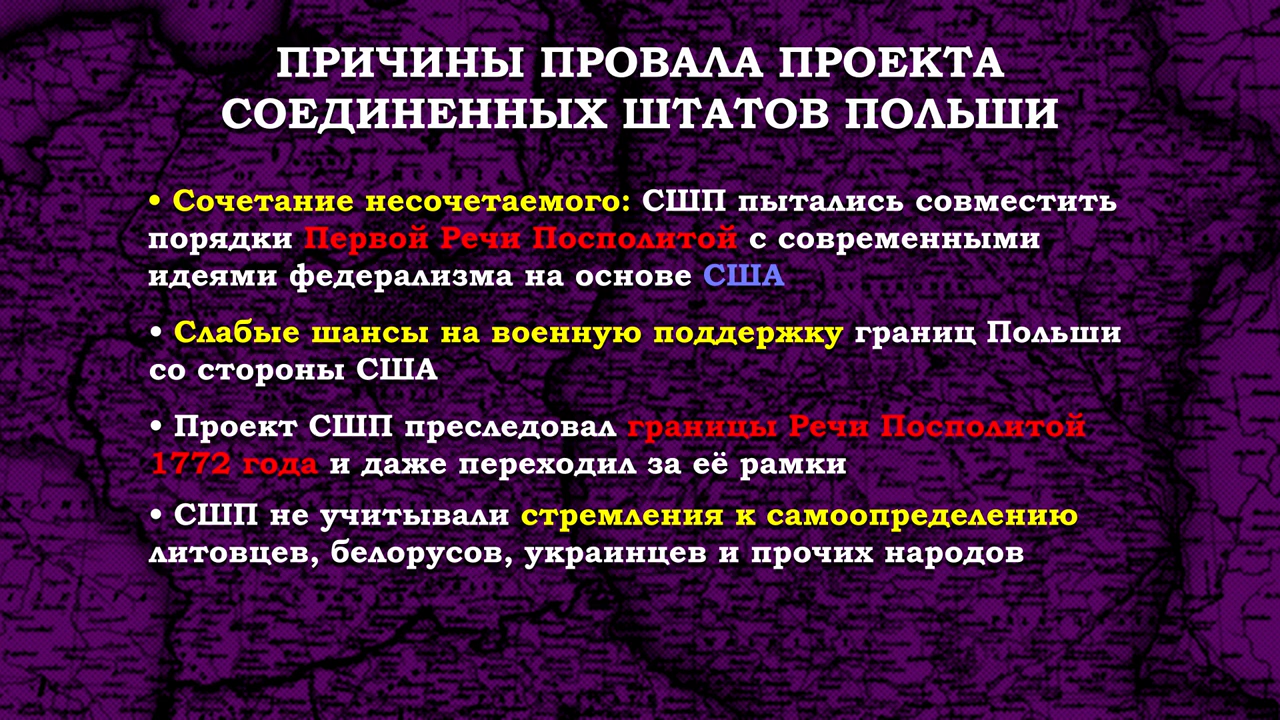 ПРИЧИНЫ ПРОВАЛА ПРОЕКТА
СОЕДИНЕННЫХ ШТАТОВ ПОЛЬШИ
• Сочетание несочетаемого: СШП пытались совместить
порядки Первой Речи Посполитой с современными
идеями федерализма на основе США
• Слабые шансы на военную поддержку границ Польши
со стороны США
• Проект СШП преследовал границы Речи Посполитой
1772 года и даже переходил за её рамки
• СШП не учитывали стремления к самоопределению
литовцев, белорусов, украинцев и прочих народов